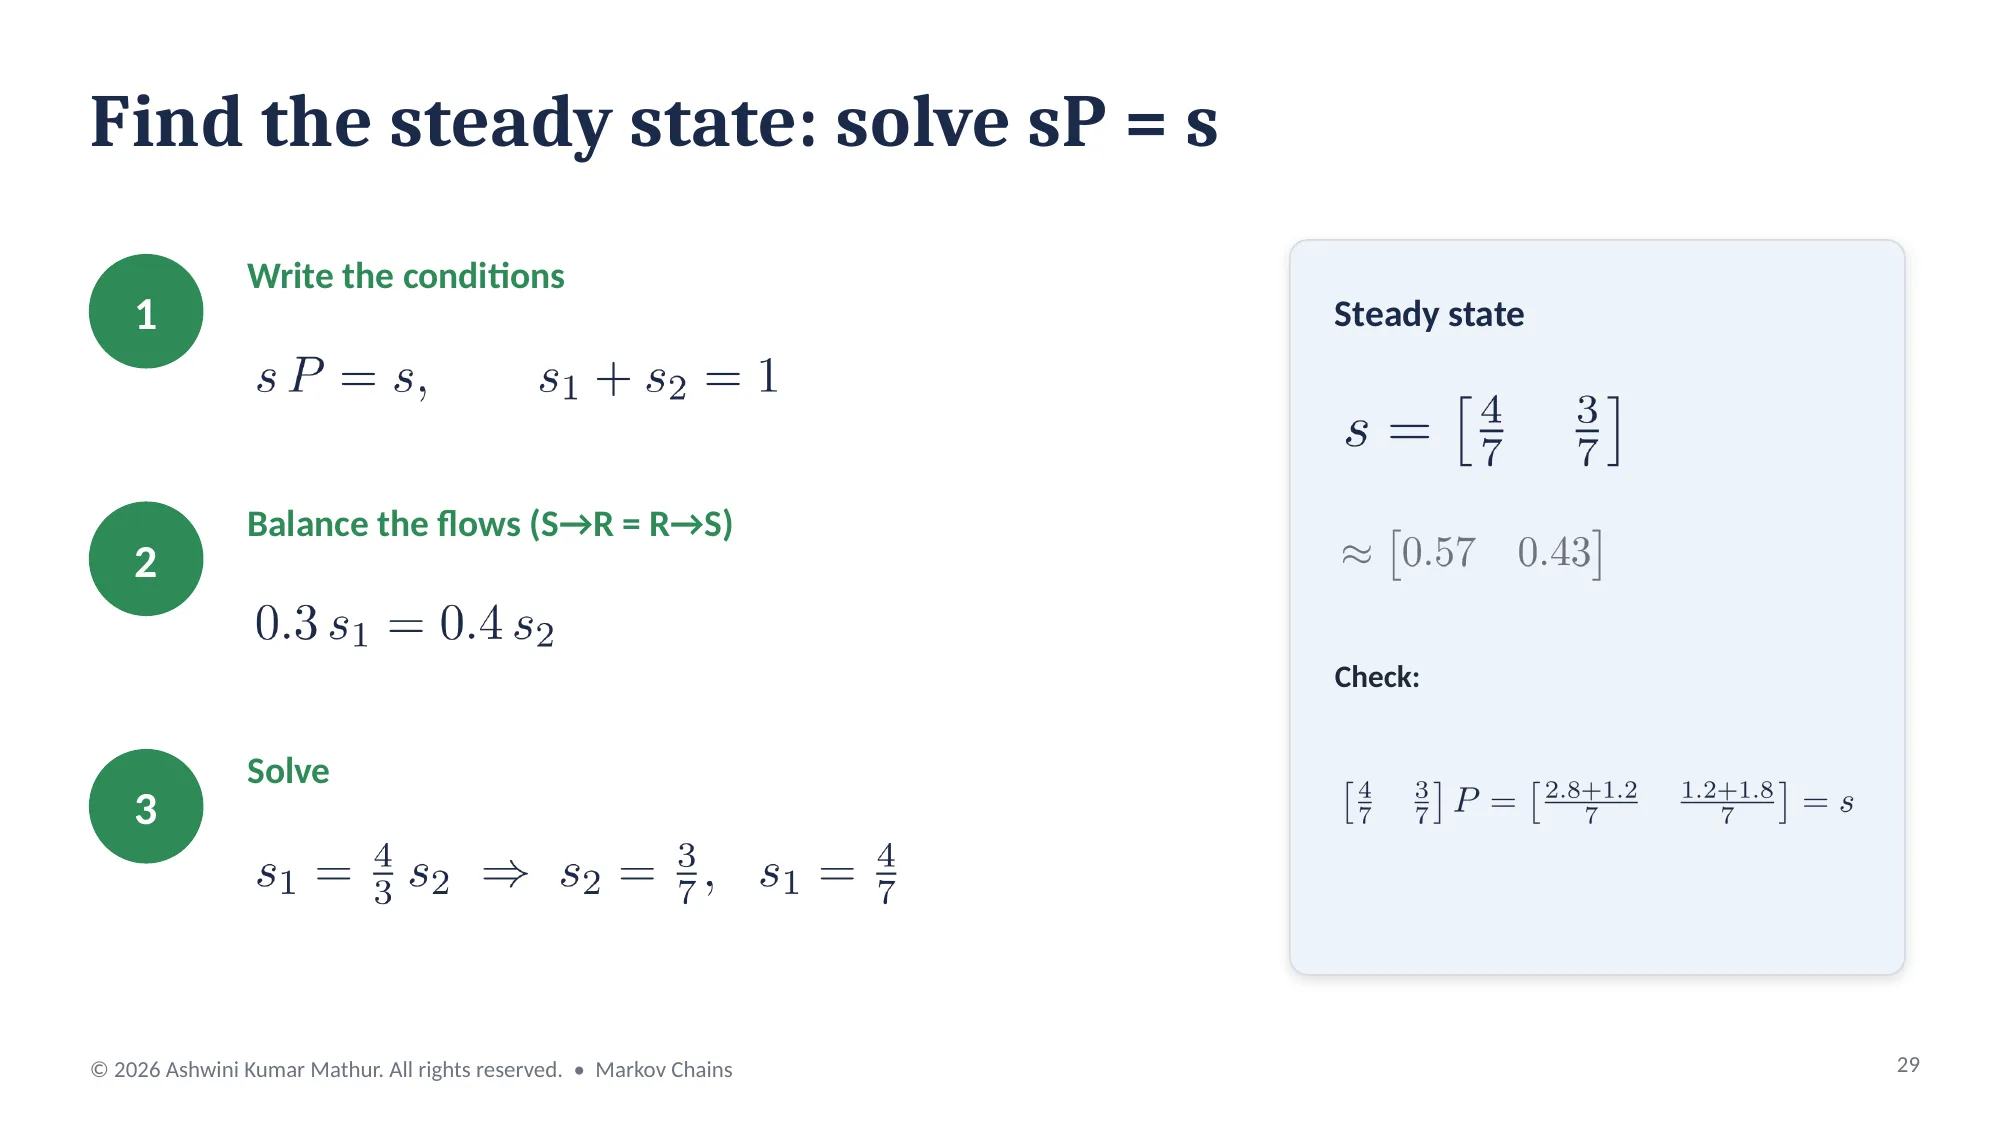 Find the steady state: solve sP = s
1
Write the conditions
s P = s, s₁ + s₂ = 1
2
Balance the flows (S→R = R→S)
0.3 s₁ = 0.4 s₂
3
Solve
s₁ = 4/3 s₂ ⇒ s₂ = 3/7, s₁ = 4/7
Steady state
s = [4/7 3/7]
≈ [0.57 0.43]
Check:
[4/7 3/7] P = [2.8+1.2/7 1.2+1.8/7] = s
© 2026 Ashwini Kumar Mathur. All rights reserved. • Markov Chains
29